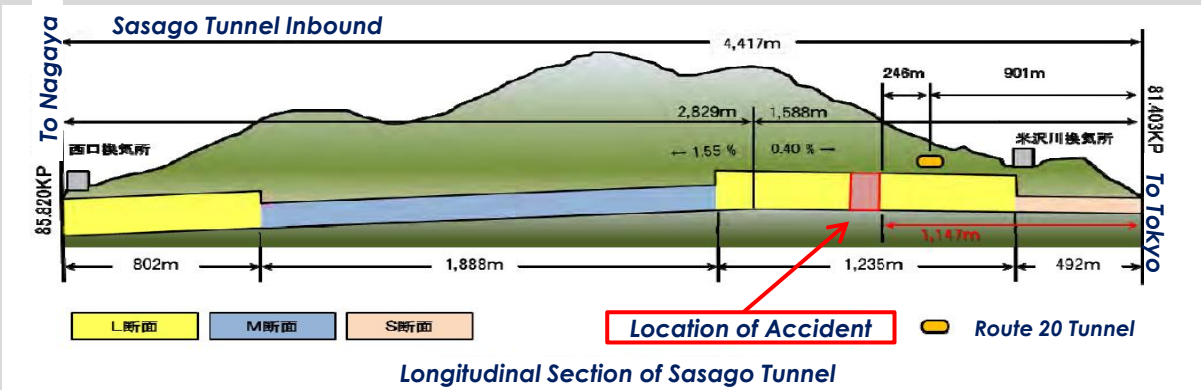 Sasago Tunnel Inbound
4,417m
To Nagaya
246m
901m
2,829m
1,588m
81.403KP
西口換気所
← 1.55 %
0.40 % →
米沢川換気所
85.820KP
To Tokyo
1,147m
802m
1,888m
1,235m
492m
L断面
M断面
S断面
Location of Accident
Route 20 Tunnel
Longitudinal Section of Sasago Tunnel